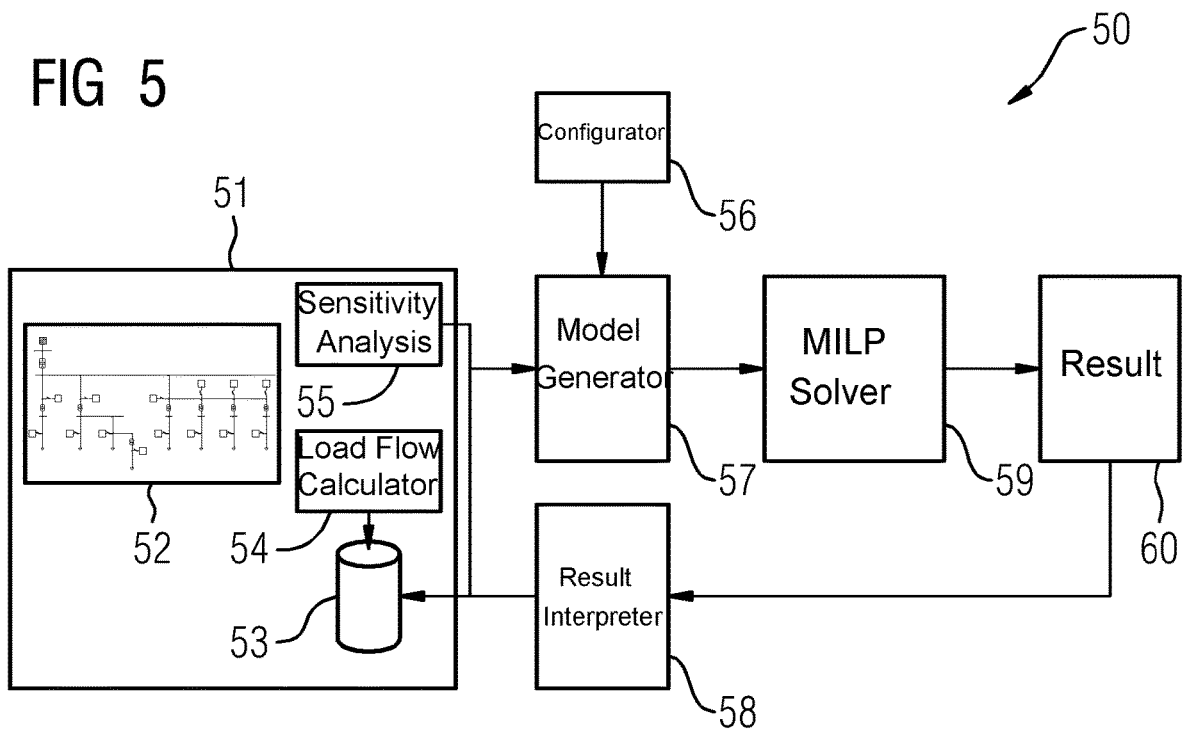 FIG 5
50
Configurator
56
51
Sensitivity
Analysis
55
52
Load Flow
Calculator
54
53
Model
Generator
57
MILP
Solver
59
Result
60
Result
Interpreter
58